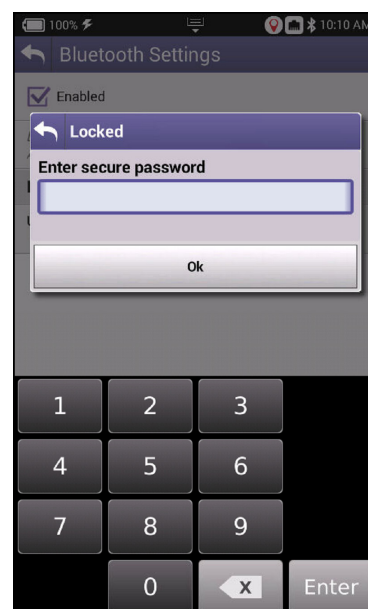 100% 10:10 AM
Bluetooth Settings
Enabled
Locked
Enter secure password
Ok
1 2 3
4 5 6
7 8 9
0 X Enter